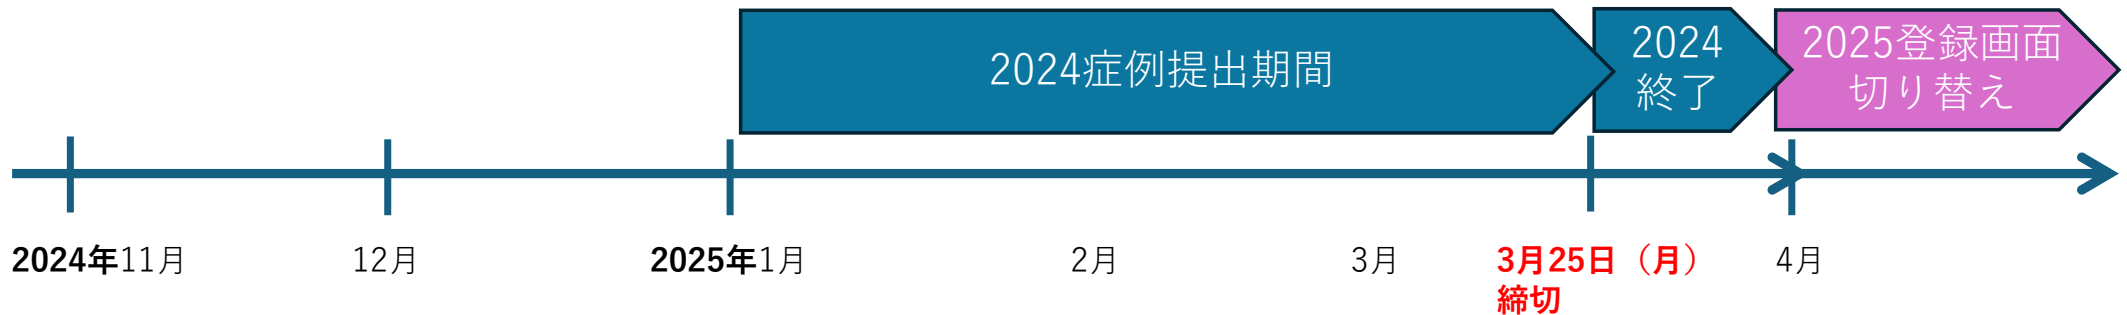 2024症例提出期間
2024
終了
2025登録画面
切り替え
2024年11月
12月
2025年1月
2月
3月
3月25日（月）
締切
4月